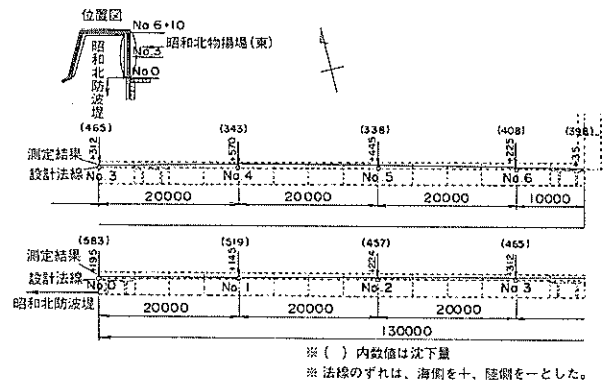 位置図
No 6+10
昭和北物揚場(東)
No.3
No.0
昭和北防波堤
(465) (343) (338) (408) (398)
+312 +570 +445 +225 +35
測定結果
設計法線
No.3 No.4 No.5 No.6
20000 20000 20000 10000
(583) (519) (457) (465)
+195 +145 +224 +312
測定結果
設計法線
No.0 No.1 No.2 No.3
昭和北防波堤
20000 20000 20000
130000
※( )内数値は沈下量
※法線のずれは、海側を+、陸側を−とした。